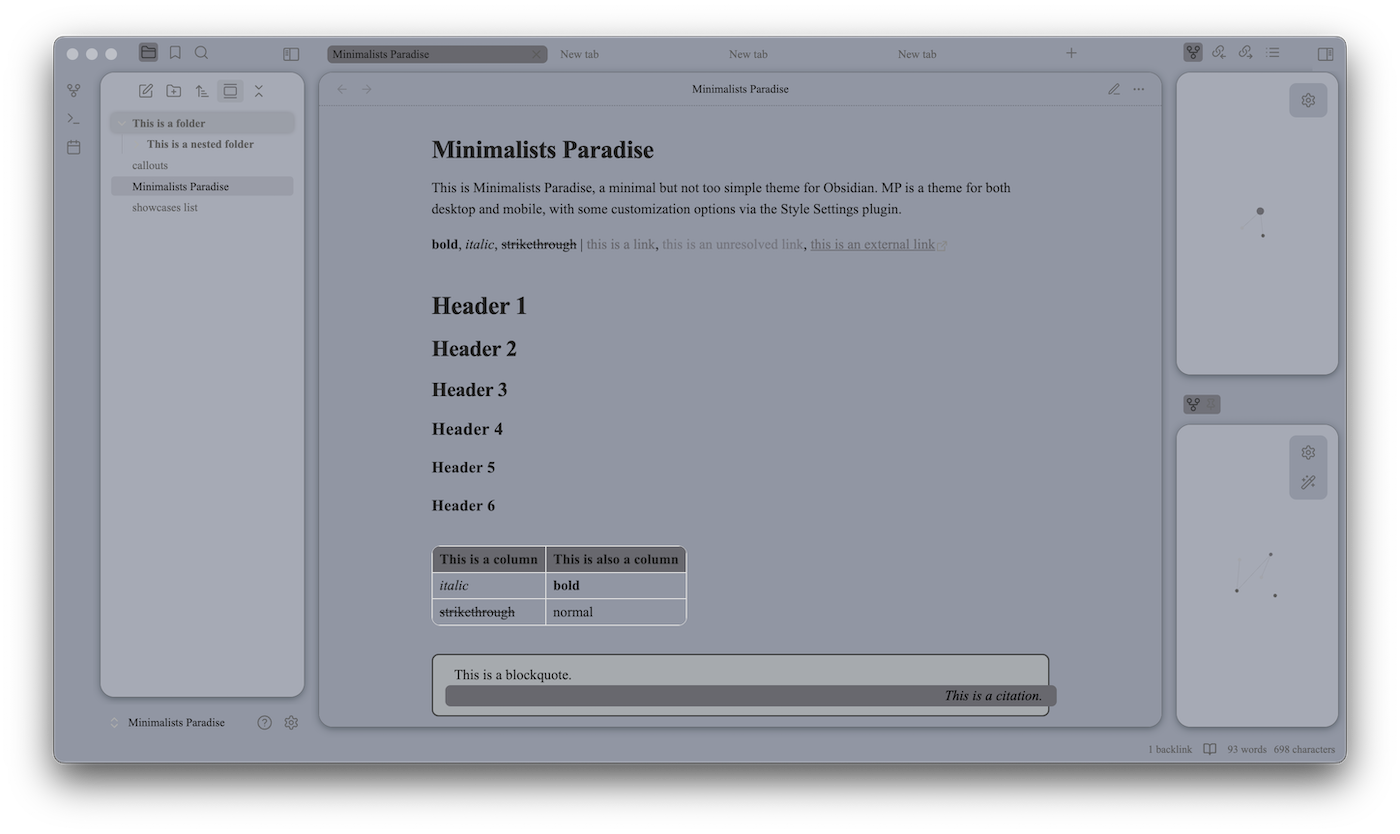 Minimalists Paradise
New tab
New tab
New tab
This is a folder
This is a nested folder
callouts
Minimalists Paradise
showcases list
Minimalists Paradise
Minimalists Paradise
This is Minimalists Paradise, a minimal but not too simple theme for Obsidian. MP is a theme for both
desktop and mobile, with some customization options via the Style Settings plugin.
bold, italic, strikethrough | this is a link, this is an unresolved link, this is an external link
Header 1
Header 2
Header 3
Header 4
Header 5
Header 6
This is a column This is also a column
italic bold
strikethrough normal
This is a blockquote.
This is a citation.
Minimalists Paradise
1 backlink 93 words 698 characters